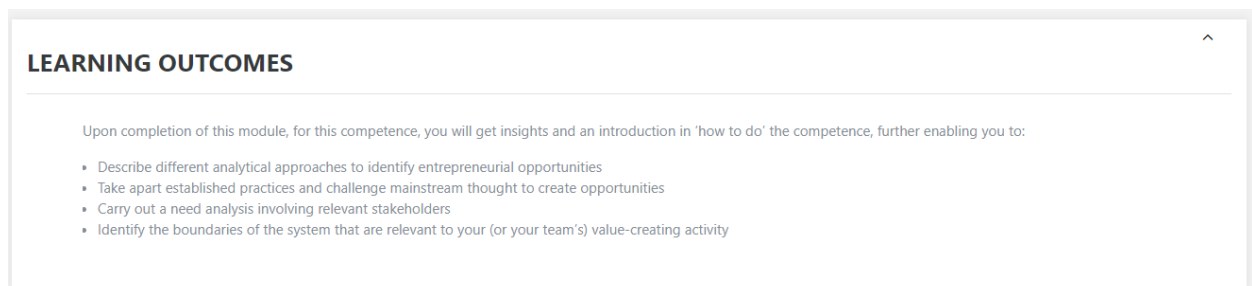 LEARNING OUTCOMES
Upon completion of this module, for this competence, you will get insights and an introduction in ‘how to do’ the competence, further enabling you to:
Describe different analytical approaches to identify entrepreneurial opportunities
Take apart established practices and challenge mainstream thought to create opportunities
Carry out a need analysis involving relevant stakeholders
Identify the boundaries of the system that are relevant to your (or your team’s) value-creating activity